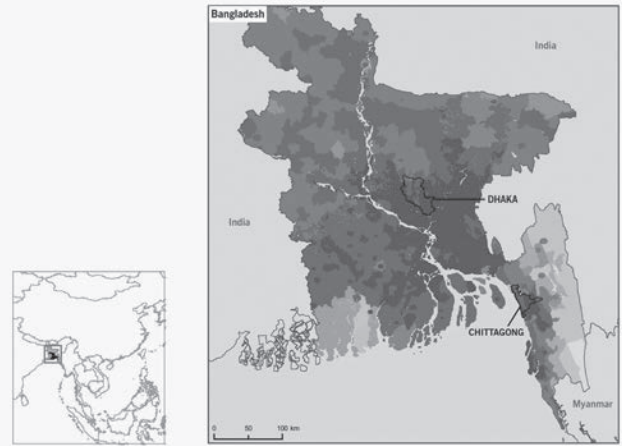 Bangladesh
India
DHAKA
India
CHITTAGONG
Myanmar
0 50 100 km